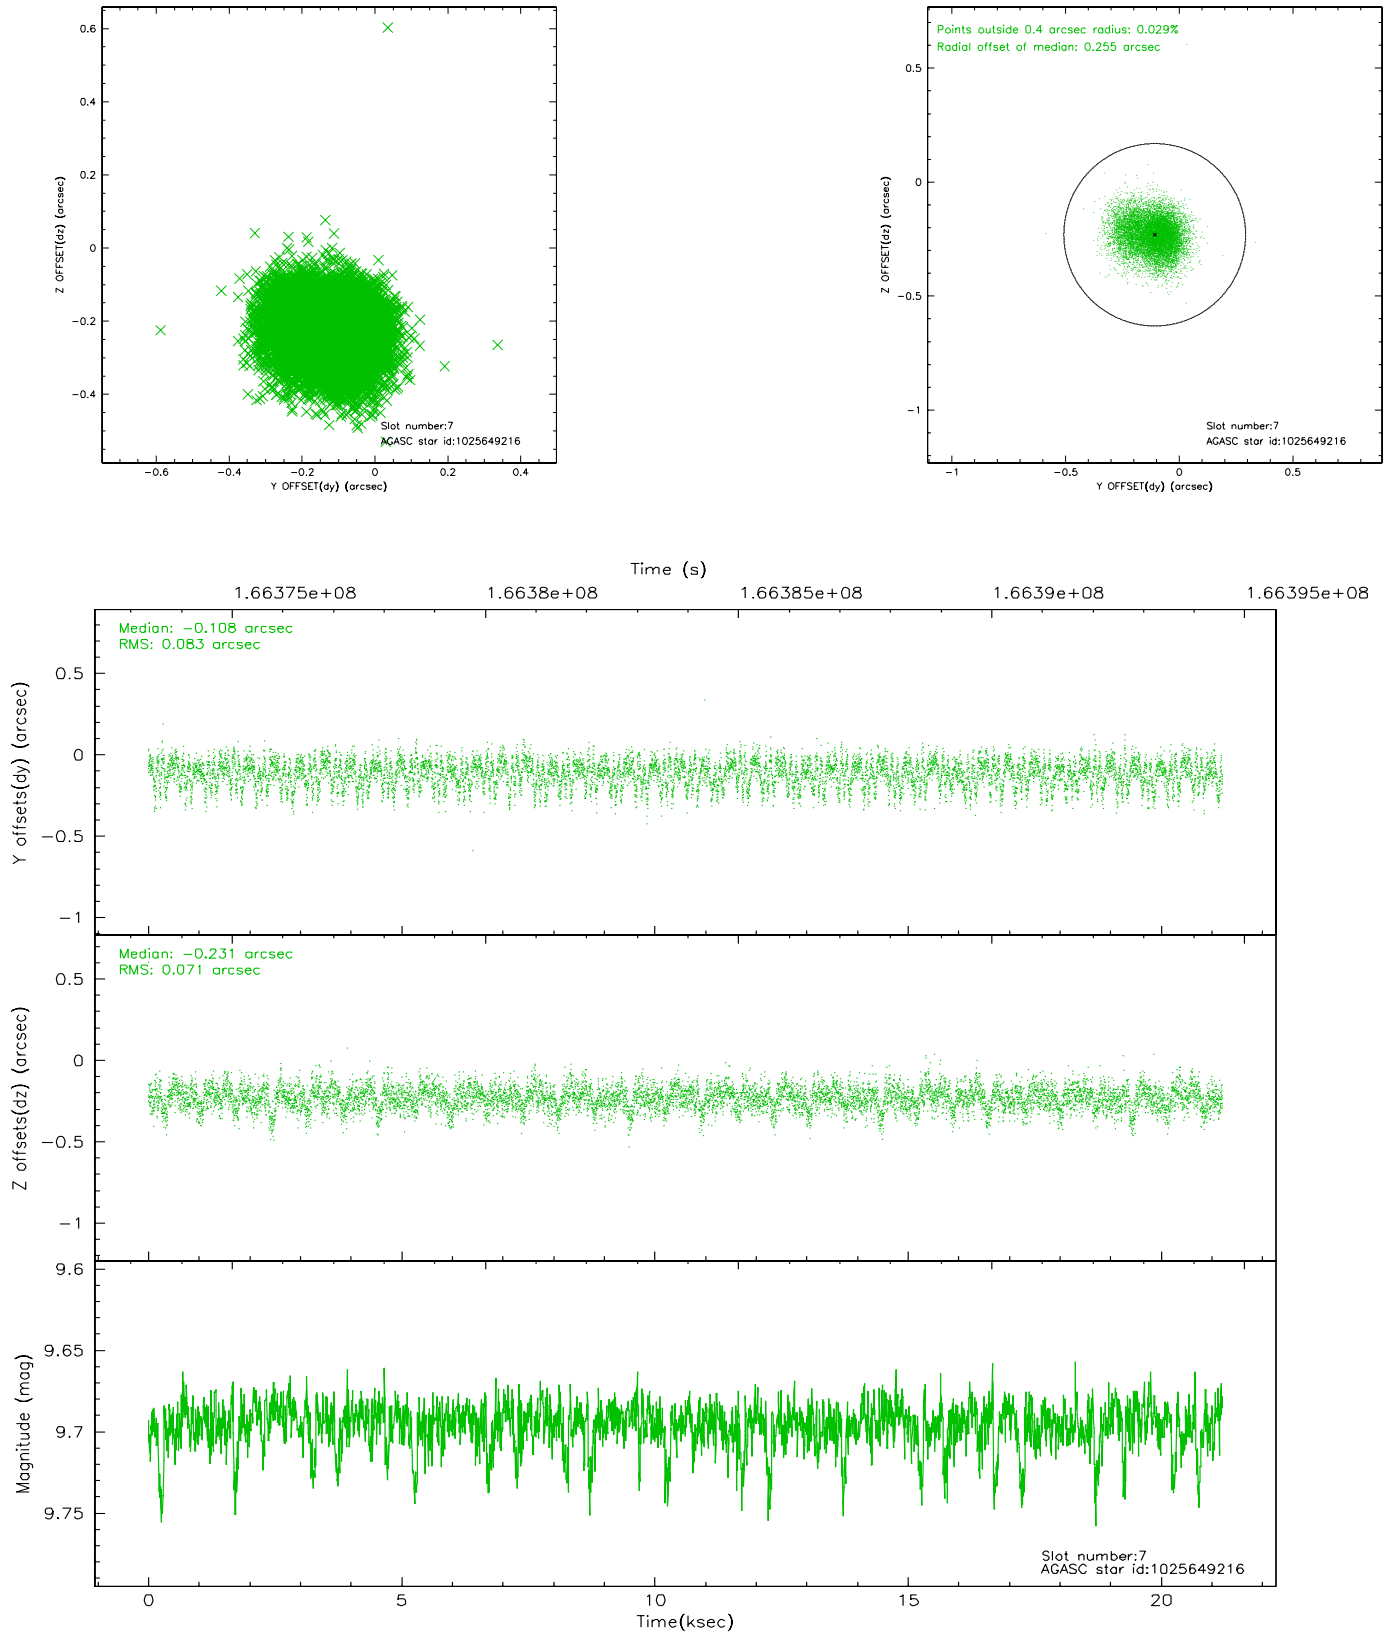 0.6
0.4
0.2
0
−0.2
−0.4
Z OFFSET(dz) (arcsec)
Slot number:7
AGASC star id:1025649216
−0.6 −0.4 −0.2 0 0.2 0.4
Y OFFSET(dy) (arcsec)
Points outside 0.4 arcsec radius: 0.029%
Radial offset of median: 0.255 arcsec
0.5
0
−0.5
−1
Z OFFSET(dz) (arcsec)
Slot number:7
AGASC star id:1025649216
−1 −0.5 0 0.5
Y OFFSET(dy) (arcsec)
Time (s)
1.66375e+08 1.6638e+08 1.66385e+08 1.6639e+08 1.66395e+08
Median: −0.108 arcsec
RMS: 0.083 arcsec
0.5
0
−0.5
−1
Y offsets(dy) (arcsec)
Median: −0.231 arcsec
RMS: 0.071 arcsec
0.5
0
−0.5
−1
Z offsets(dz) (arcsec)
9.6
9.65
9.7
9.75
Magnitude (mag)
Slot number:7
AGASC star id:1025649216
0 5 10 15 20
Time(ksec)